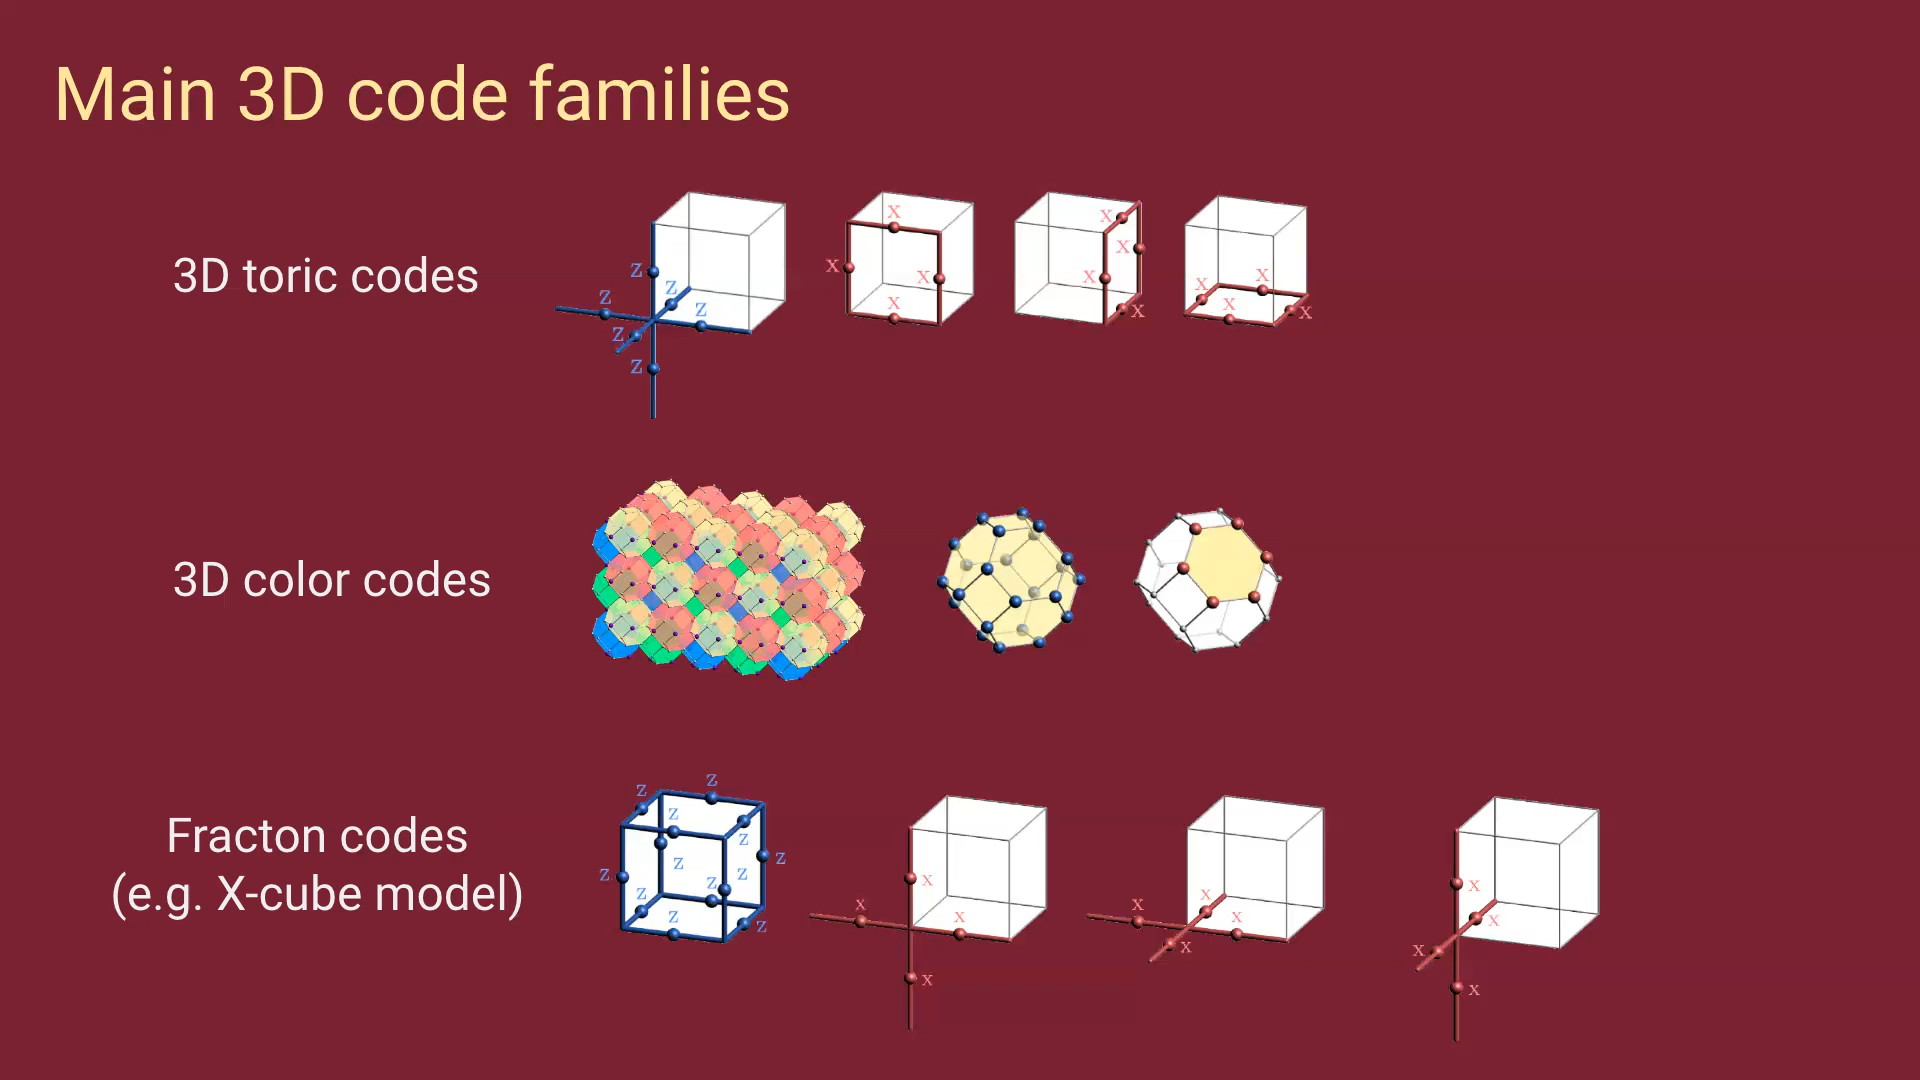 Main 3D code families
3D toric codes
Z Z Z Z Z Z
X X X X
X X X X
X X X X
3D color codes
Fracton codes
(e.g. X-cube model)
Z Z Z Z Z Z Z Z Z Z Z
X X X X
X X X X
X X X X